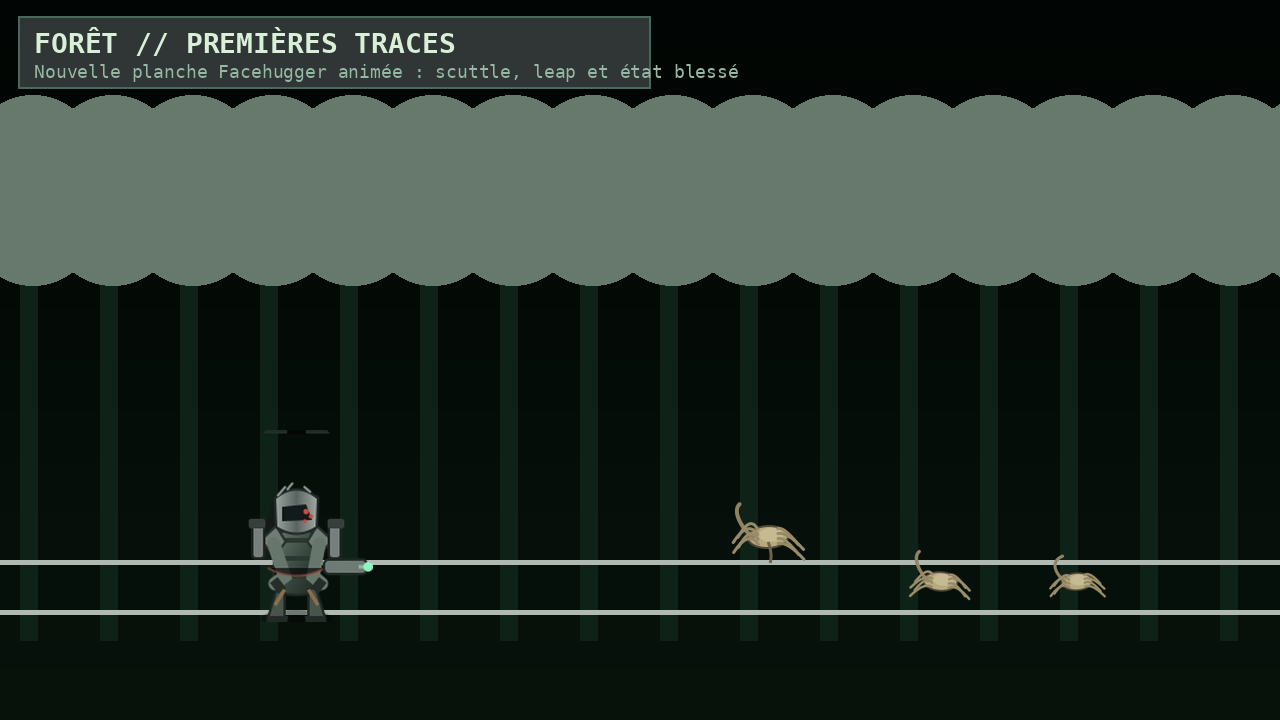 FORÊT // PREMIÈRES TRACES
Nouvelle planche Facehugger animée : scuttle, leap et état blessé